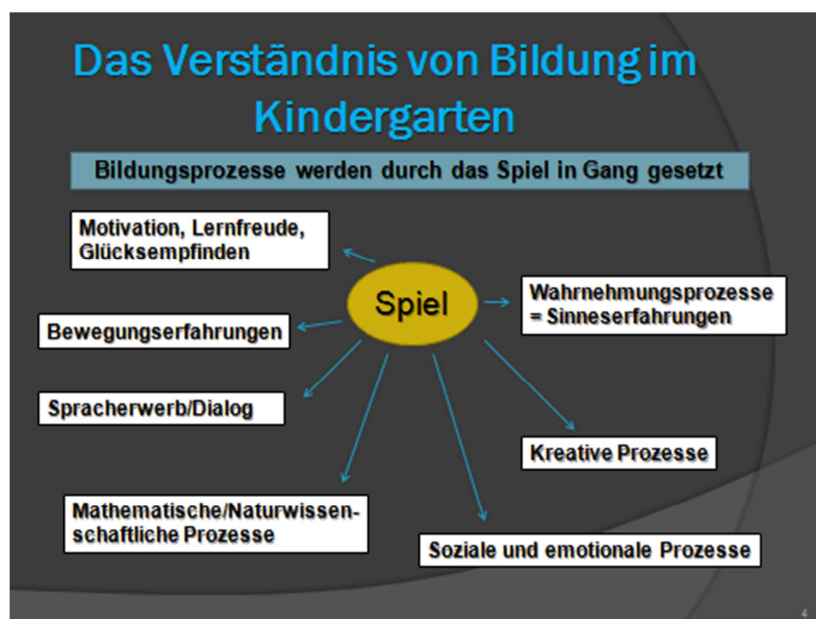 Das Verständnis von Bildung im
Kindergarten
Bildungsprozesse werden durch das Spiel in Gang gesetzt
Motivation, Lernfreude,
Glücksempfinden
Spiel
Wahrnehmungsprozesse
= Sinneserfahrungen
Bewegungserfahrungen
Spracherwerb/Dialog
Kreative Prozesse
Mathematische/Naturwissen-
schaftliche Prozesse
Soziale und emotionale Prozesse
4